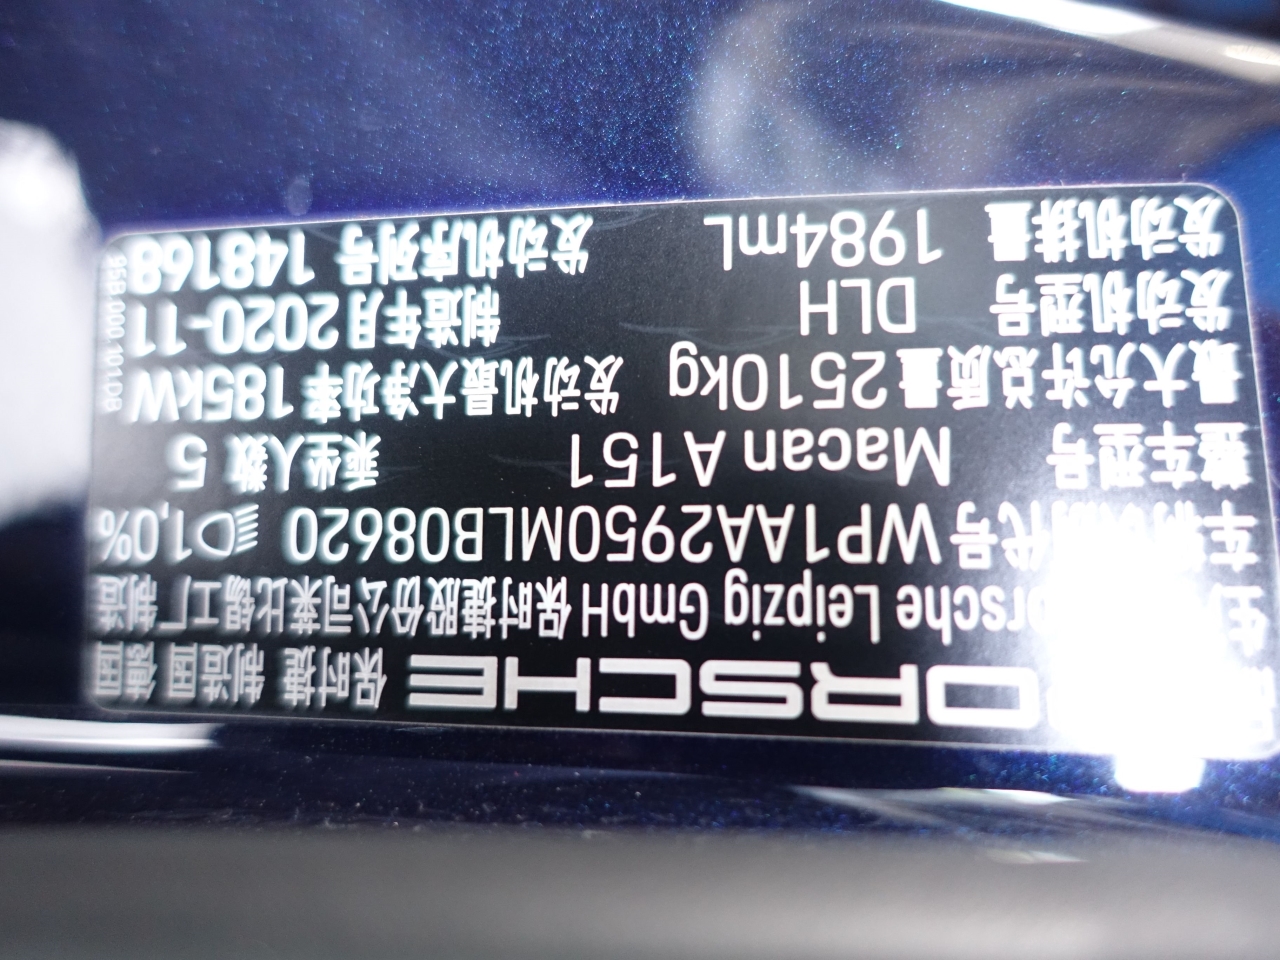 PORSCHE 保时捷 制造国 德国
Porsche Leipzig GmbH 保时捷股份公司莱比锡工厂制造
车辆识别代号 WP1AA2950MLB08620 1,0%
整车型号 Macan A151 乘坐人数 5
最大允许总质量 2510kg 发动机最大净功率 185kW
发动机型号 DLH 制造年月 2020-11
发动机排量 1984mL 发动机序列号 148168
958.000.101DB